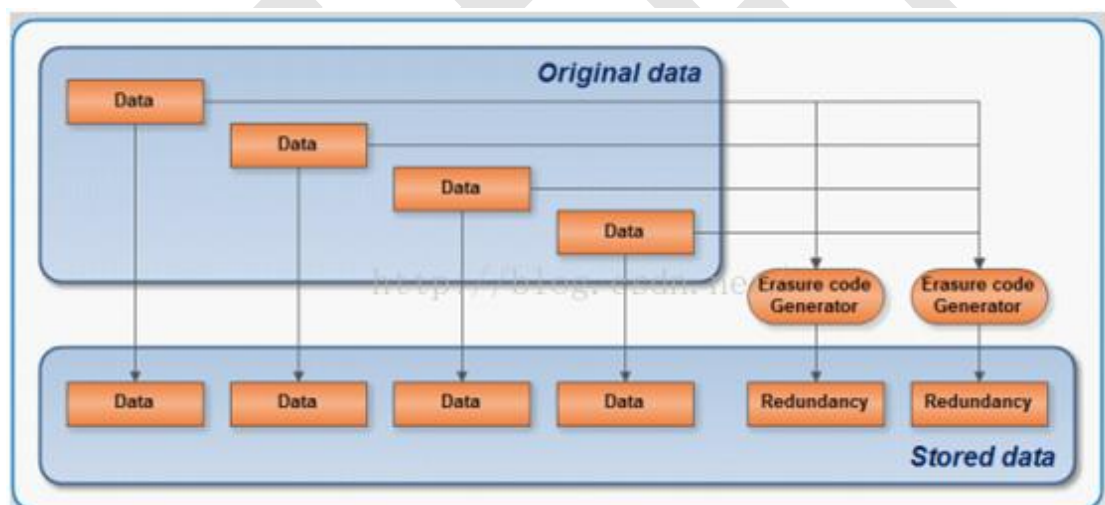 Original data
Data
Data
Data
Data
Erasure code
Generator
Erasure code
Generator
Data
Data
Data
Data
Redundancy
Redundancy
Stored data